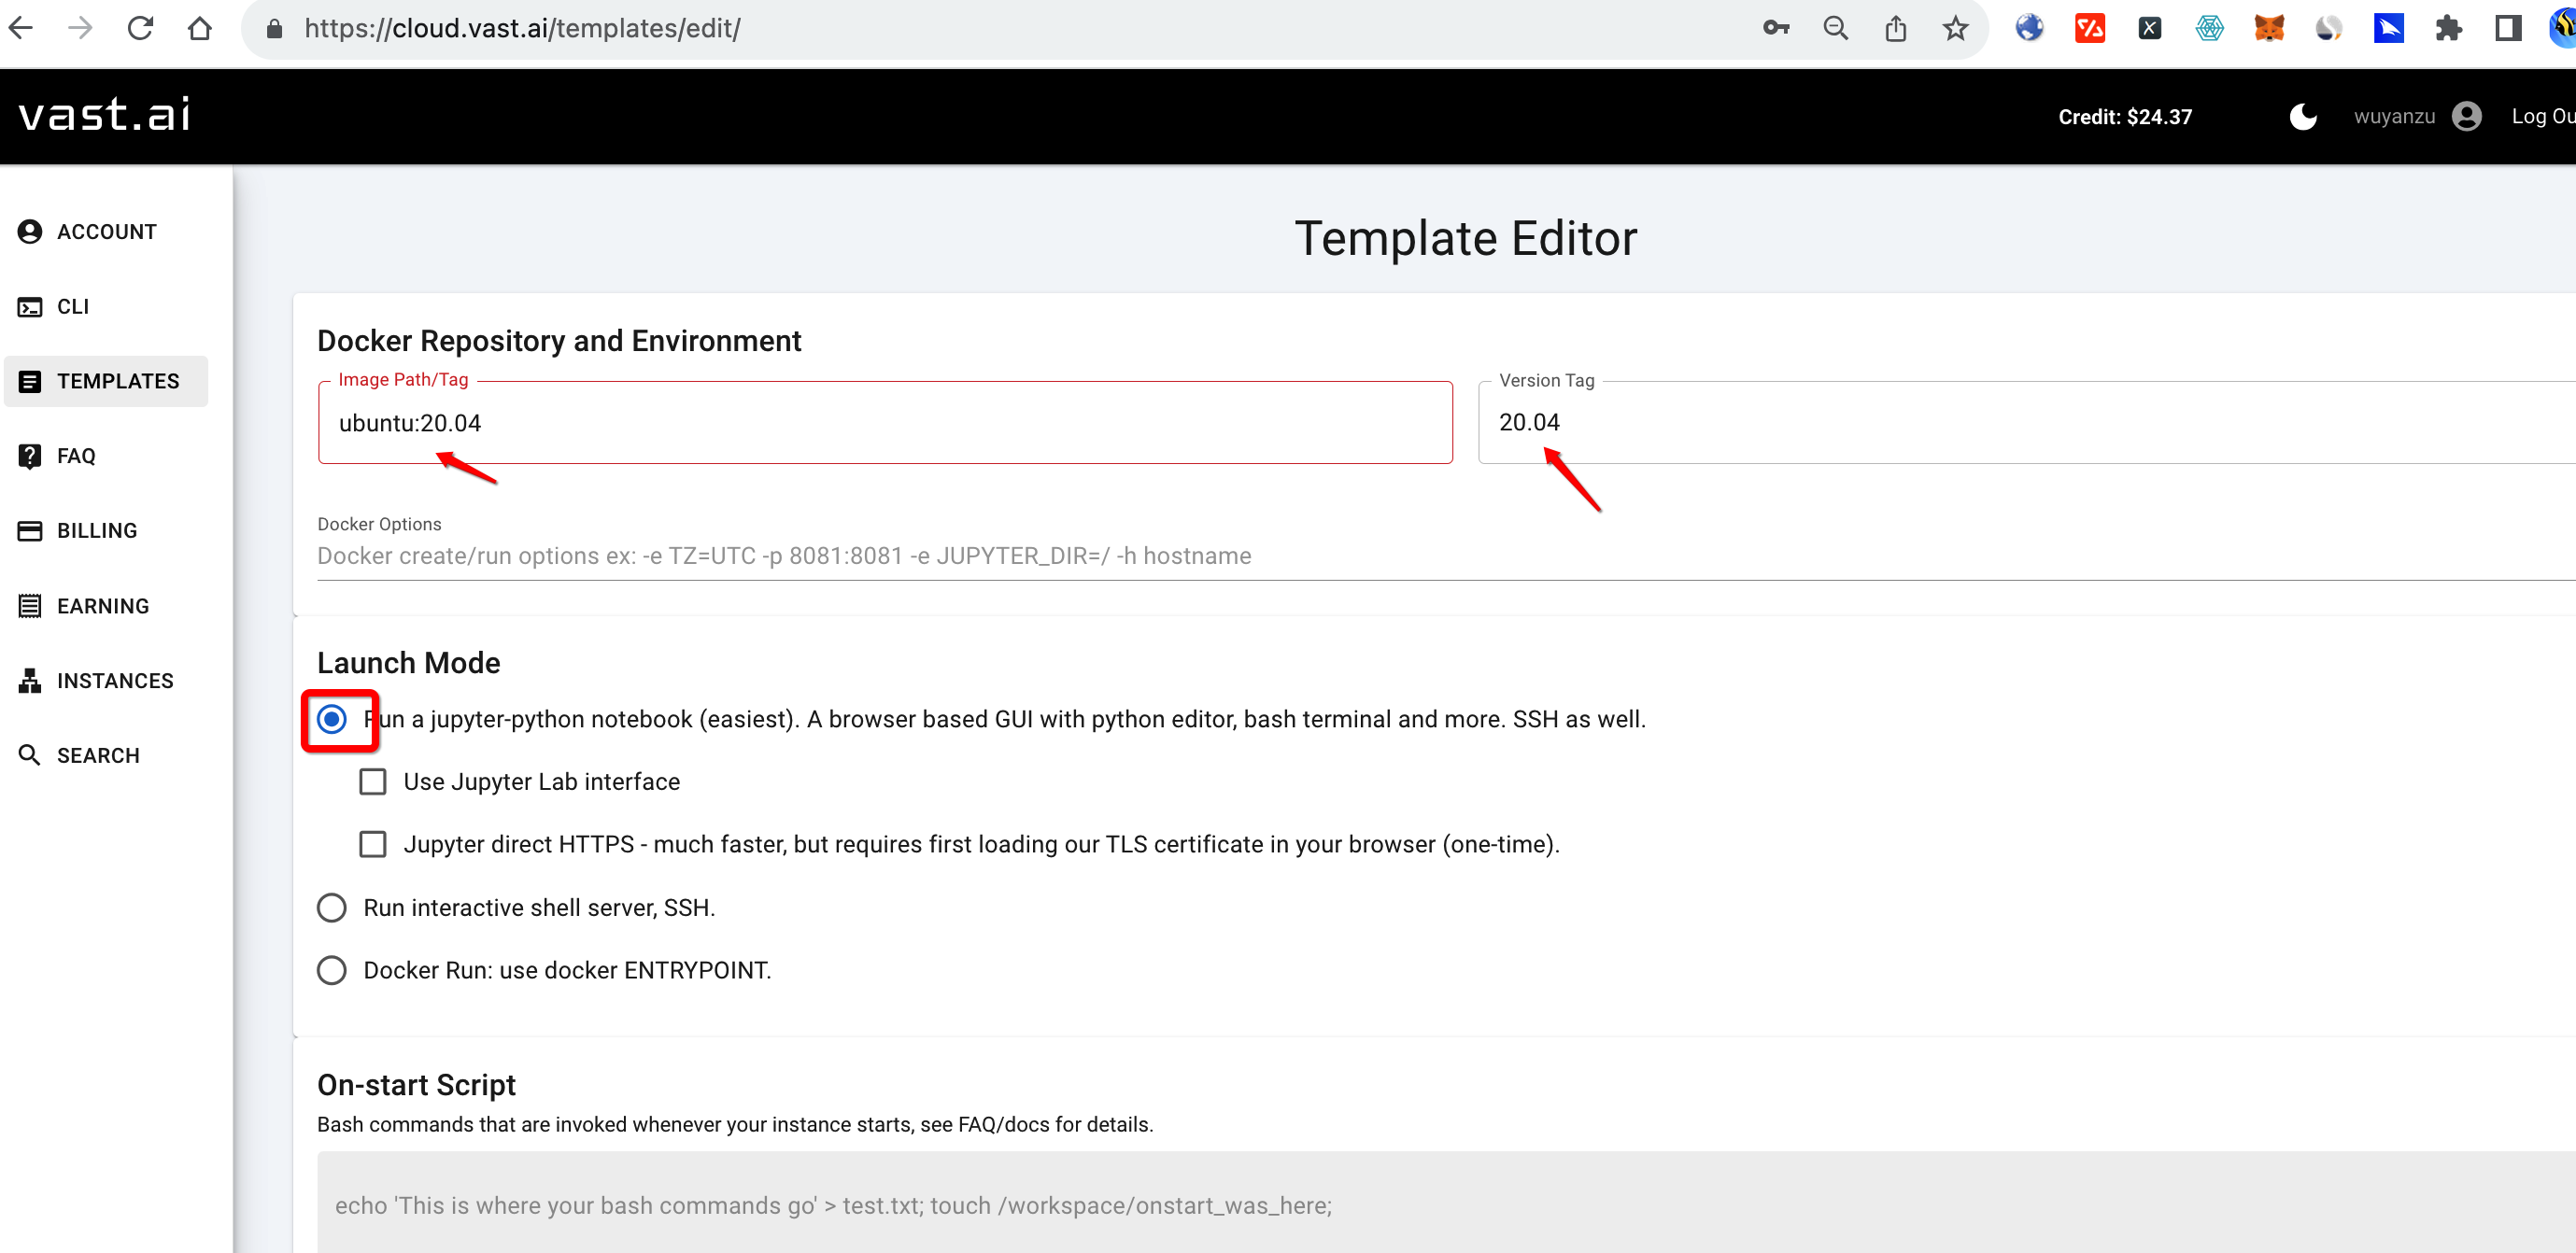 https://cloud.vast.ai/templates/edit/
vast.ai
Credit: $24.37
wuyanzu
Log Ou
ACCOUNT
CLI
TEMPLATES
FAQ
BILLING
EARNING
INSTANCES
SEARCH
Template Editor
Docker Repository and Environment
Image Path/Tag
ubuntu:20.04
Version Tag
20.04
Docker Options
Docker create/run options ex: -e TZ=UTC -p 8081:8081 -e JUPYTER_DIR=/ -h hostname
Launch Mode
Run a jupyter-python notebook (easiest). A browser based GUI with python editor, bash terminal and more. SSH as well.
Use Jupyter Lab interface
Jupyter direct HTTPS - much faster, but requires first loading our TLS certificate in your browser (one-time).
Run interactive shell server, SSH.
Docker Run: use docker ENTRYPOINT.
On-start Script
Bash commands that are invoked whenever your instance starts, see FAQ/docs for details.
echo 'This is where your bash commands go' > test.txt; touch /workspace/onstart_was_here;